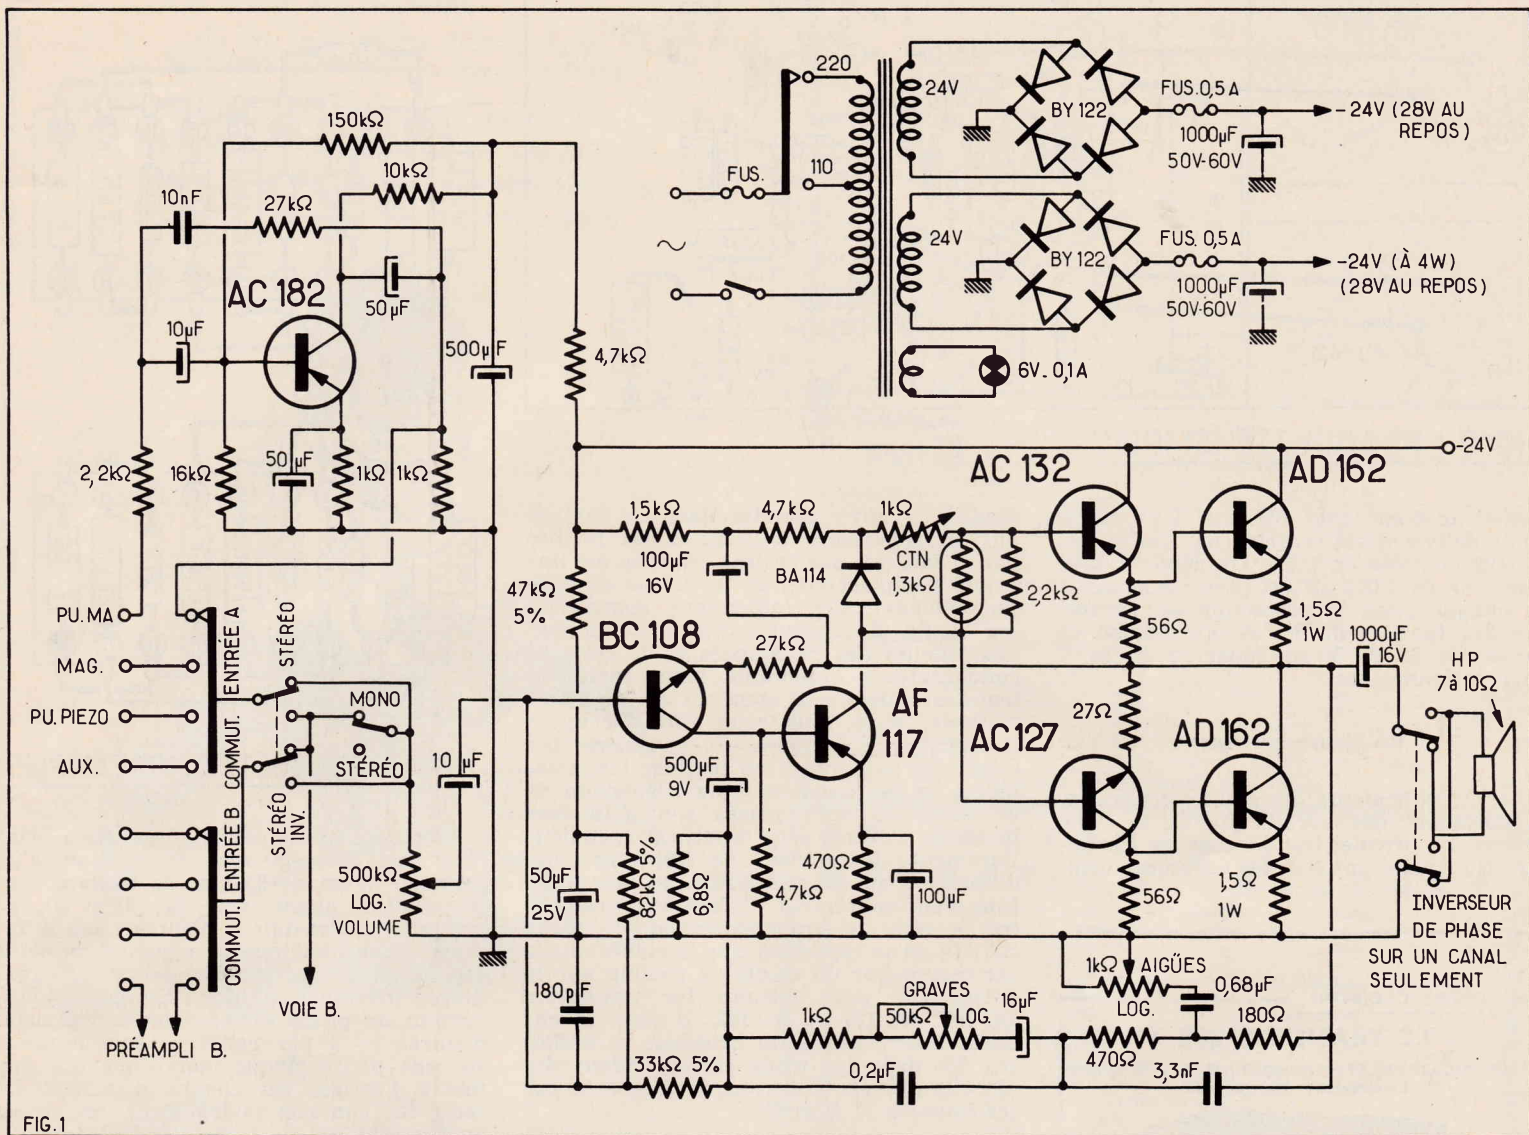 220
110
FUS.
24V
BY 122
FUS. 0,5 A
1000µF
50V-60V
-24V (28V AU
REPOS)
24V
BY 122
FUS. 0,5 A
1000µF
50V-60V
-24V (À 4W)
(28V AU REPOS)
6V_0,1A
150kΩ
10kΩ
10nF
27kΩ
AC 182
50µF
10µF
500µF
4,7kΩ
2,2kΩ
16kΩ
50µF
1kΩ
1kΩ
-24V
AC 132
AD 162
1,5kΩ
4,7kΩ
1kΩ
100µF
16V
BA 114
CTN
1,3kΩ
2,2kΩ
47kΩ
5%
56Ω
1,5Ω
1W
1000µF
16V
HP
7 à 10Ω
BC 108
27kΩ
AF
117
27Ω
AC 127
AD 162
PU. MA
MAG.
PU. PIEZO
AUX.
COMMUT. ENTRÉE A
COMMUT. ENTRÉE B
STÉRÉO
MONO
STÉRÉO
STÉRÉO
INV.
10µF
500µF
9V
500kΩ
LOG.
VOLUME
50µF
25V
82kΩ 5%
6,8Ω
4,7kΩ
470Ω
100µF
56Ω
1,5Ω
1W
INVERSEUR
DE PHASE
SUR UN CANAL
SEULEMENT
VOIE B.
PRÉAMPLI B.
180pF
33kΩ 5%
1kΩ
GRAVES
50kΩ
LOG.
16µF
0,2µF
1kΩ
AIGÜES
LOG.
0,68µF
470Ω
180Ω
3,3nF
FIG.1